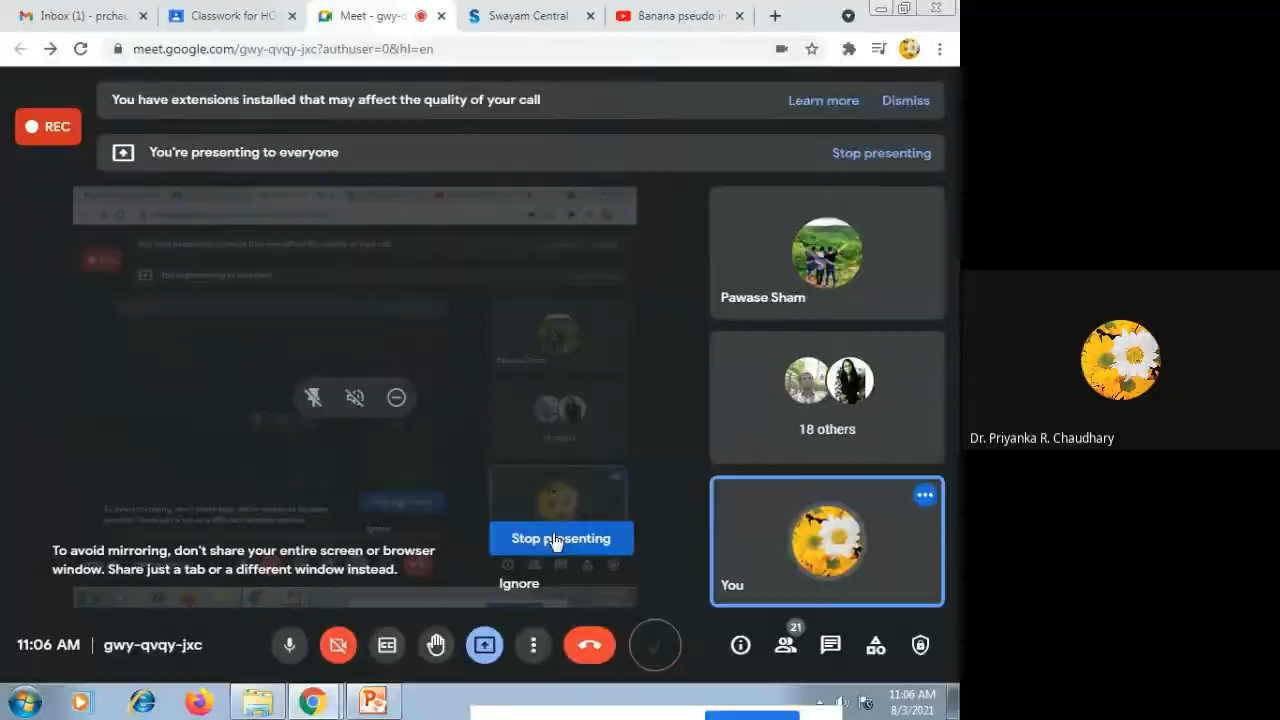 Inbox (1) - prchau
Classwork for HO
Meet - gwy-q
Swayam Central
Banana pseudo in
meet.google.com/gwy-qvqy-jxc?authuser=0&hl=en
You have extensions installed that may affect the quality of your call
Learn more
Dismiss
REC
You're presenting to everyone
Stop presenting
Pawase Sham
18 others
Dr. Priyanka R. Chaudhary
Stop presenting
To avoid mirroring, don't share your entire screen or browser
window. Share just a tab or a different window instead.
Ignore
You
21
11:06 AM
gwy-qvqy-jxc
11:06 AM
8/3/2021